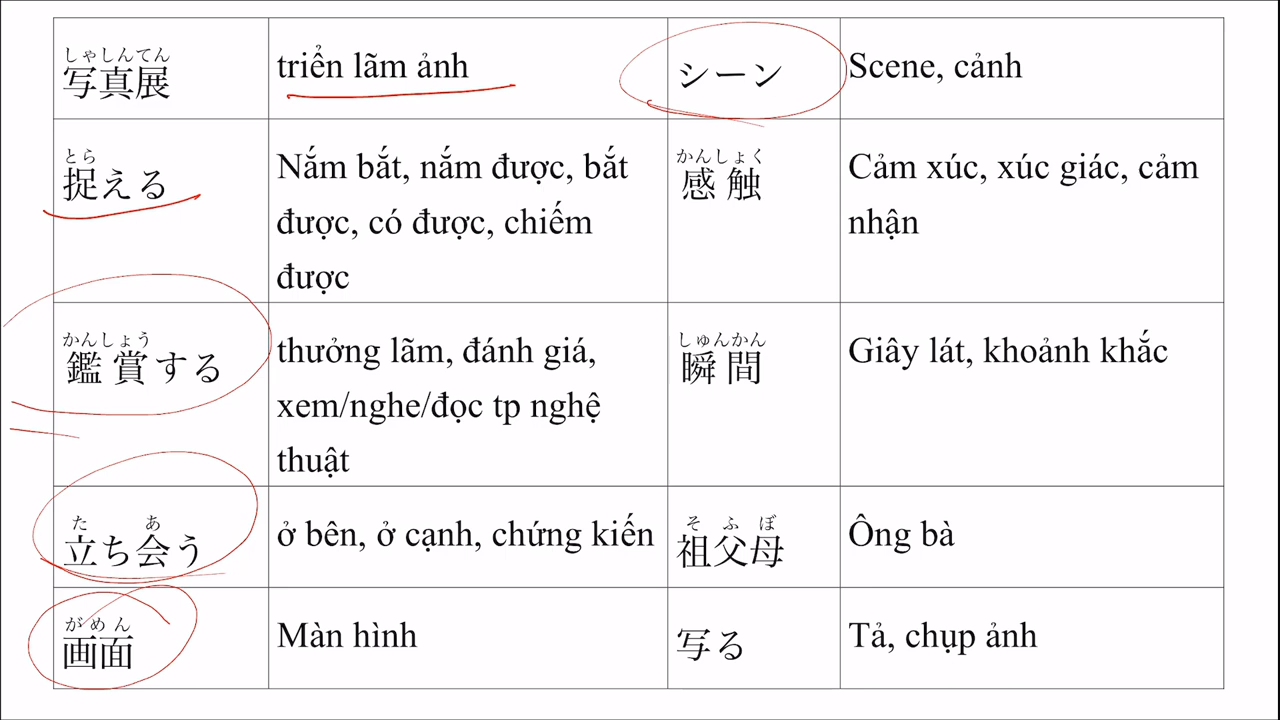 しゃしんてん
写真展
triển lãm ảnh
シーン
Scene, cảnh
とら
捉える
Nắm bắt, nắm được, bắt
được, có được, chiếm
được
かんしょく
感触
Cảm xúc, xúc giác, cảm
nhận
かんしょう
鑑賞する
thưởng lãm, đánh giá,
xem/nghe/đọc tp nghệ
thuật
しゅんかん
瞬間
Giây lát, khoảnh khắc
た あ
立ち会う
ở bên, ở cạnh, chứng kiến
そふぼ
祖父母
Ông bà
がめん
画面
Màn hình
写る
Tả, chụp ảnh